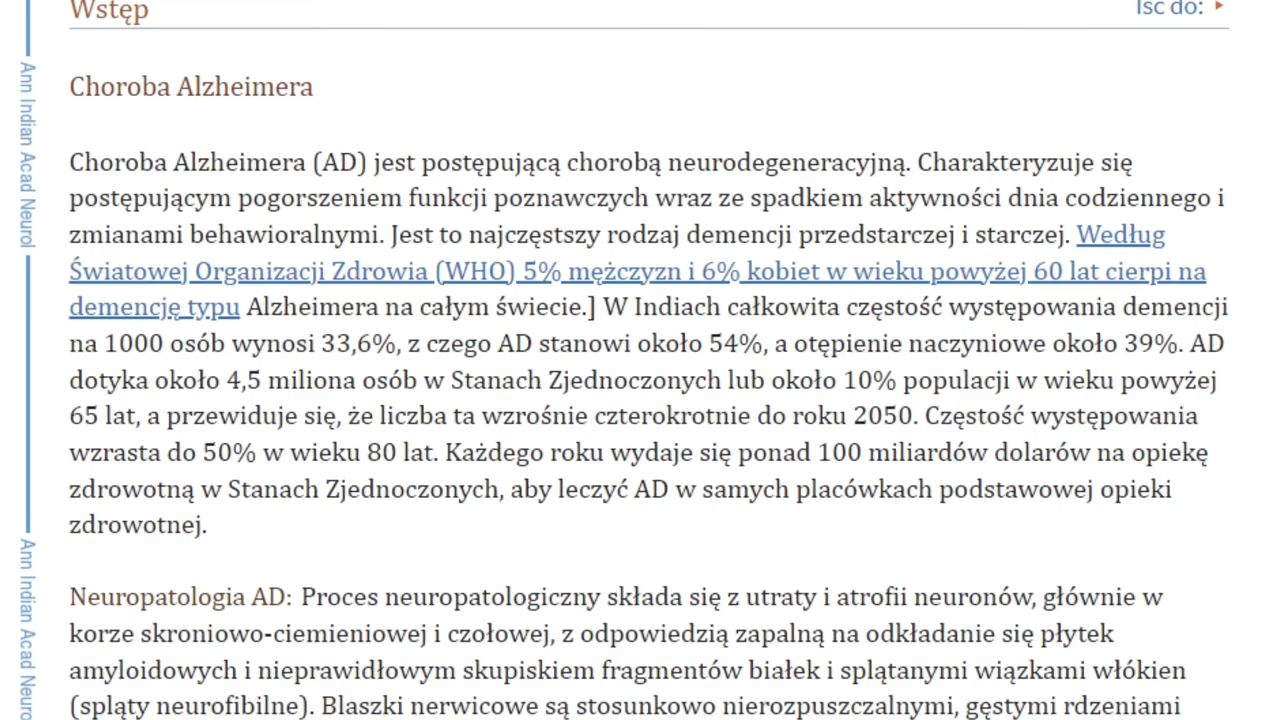 Wstęp
Iść do:
Choroba Alzheimera
Choroba Alzheimera (AD) jest postępującą chorobą neurodegeneracyjną. Charakteryzuje się
postępującym pogorszeniem funkcji poznawczych wraz ze spadkiem aktywności dnia codziennego i
zmianami behawioralnymi. Jest to najczęstszy rodzaj demencji przedstarczej i starczej. Według
Światowej Organizacji Zdrowia (WHO) 5% mężczyzn i 6% kobiet w wieku powyżej 60 lat cierpi na
demencję typu Alzheimera na całym świecie.] W Indiach całkowita częstość występowania demencji
na 1000 osób wynosi 33,6%, z czego AD stanowi około 54%, a otępienie naczyniowe około 39%. AD
dotyka około 4,5 miliona osób w Stanach Zjednoczonych lub około 10% populacji w wieku powyżej
65 lat, a przewiduje się, że liczba ta wzrośnie czterokrotnie do roku 2050. Częstość występowania
wzrasta do 50% w wieku 80 lat. Każdego roku wydaje się ponad 100 miliardów dolarów na opiekę
zdrowotną w Stanach Zjednoczonych, aby leczyć AD w samych placówkach podstawowej opieki
zdrowotnej.
Neuropatologia AD: Proces neuropatologiczny składa się z utraty i atrofii neuronów, głównie w
korze skroniowo-ciemieniowej i czołowej, z odpowiedzią zapalną na odkładanie się płytek
amyloidowych i nieprawidłowym skupiskiem fragmentów białek i splątanymi wiązkami włókien
(sploty neurofibilne). Blaszki nerwicowe są stosunkowo nierozpuszczalnymi, gęstymi rdzeniami
Ann Indian Acad Neurol
Ann Indian Acad Neuro